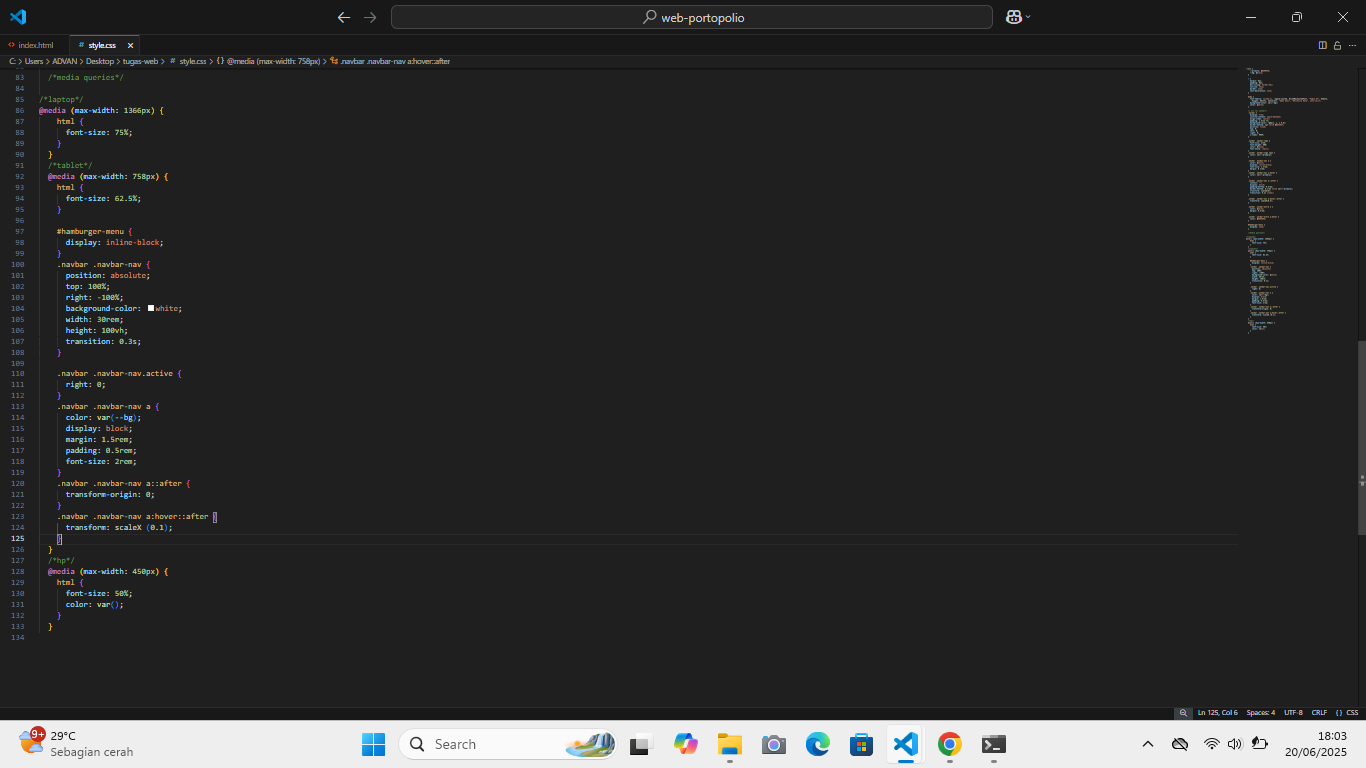 web-portopolio
index.html
style.css
C: > Users > ADVAN > Desktop > tugas-web > # style.css > {} @media (max-width: 758px) > .navbar .navbar-nav a:hover::after
83 /*media queries*/
84
85 /*laptop*/
86 @media (max-width: 1366px) {
87 html {
88 font-size: 75%;
89 }
90 }
91 /*tablet*/
92 @media (max-width: 758px) {
93 html {
94 font-size: 62.5%;
95 }
96
97 #hamburger-menu {
98 display: inline-block;
99 }
100 .navbar .navbar-nav {
101 position: absolute;
102 top: 100%;
103 right: -100%;
104 background-color: white;
105 width: 30rem;
106 height: 100vh;
107 transition: 0.3s;
108 }
109
110 .navbar .navbar-nav.active {
111 right: 0;
112 }
113 .navbar .navbar-nav a {
114 color: var(--bg);
115 display: block;
116 margin: 1.5rem;
117 padding: 0.5rem;
118 font-size: 2rem;
119 }
120 .navbar .navbar-nav a::after {
121 transform-origin: 0;
122 }
123 .navbar .navbar-nav a:hover::after {
124 transform: scaleX (0.1);
125 }
126 }
127 /*hp*/
128 @media (max-width: 450px) {
129 html {
130 font-size: 50%;
131 color: var();
132 }
133 }
134
Ln 125, Col 6 Spaces: 4 UTF-8 CRLF {} CSS
9+
29°C
Sebagian cerah
Search
18:03
20/06/2025